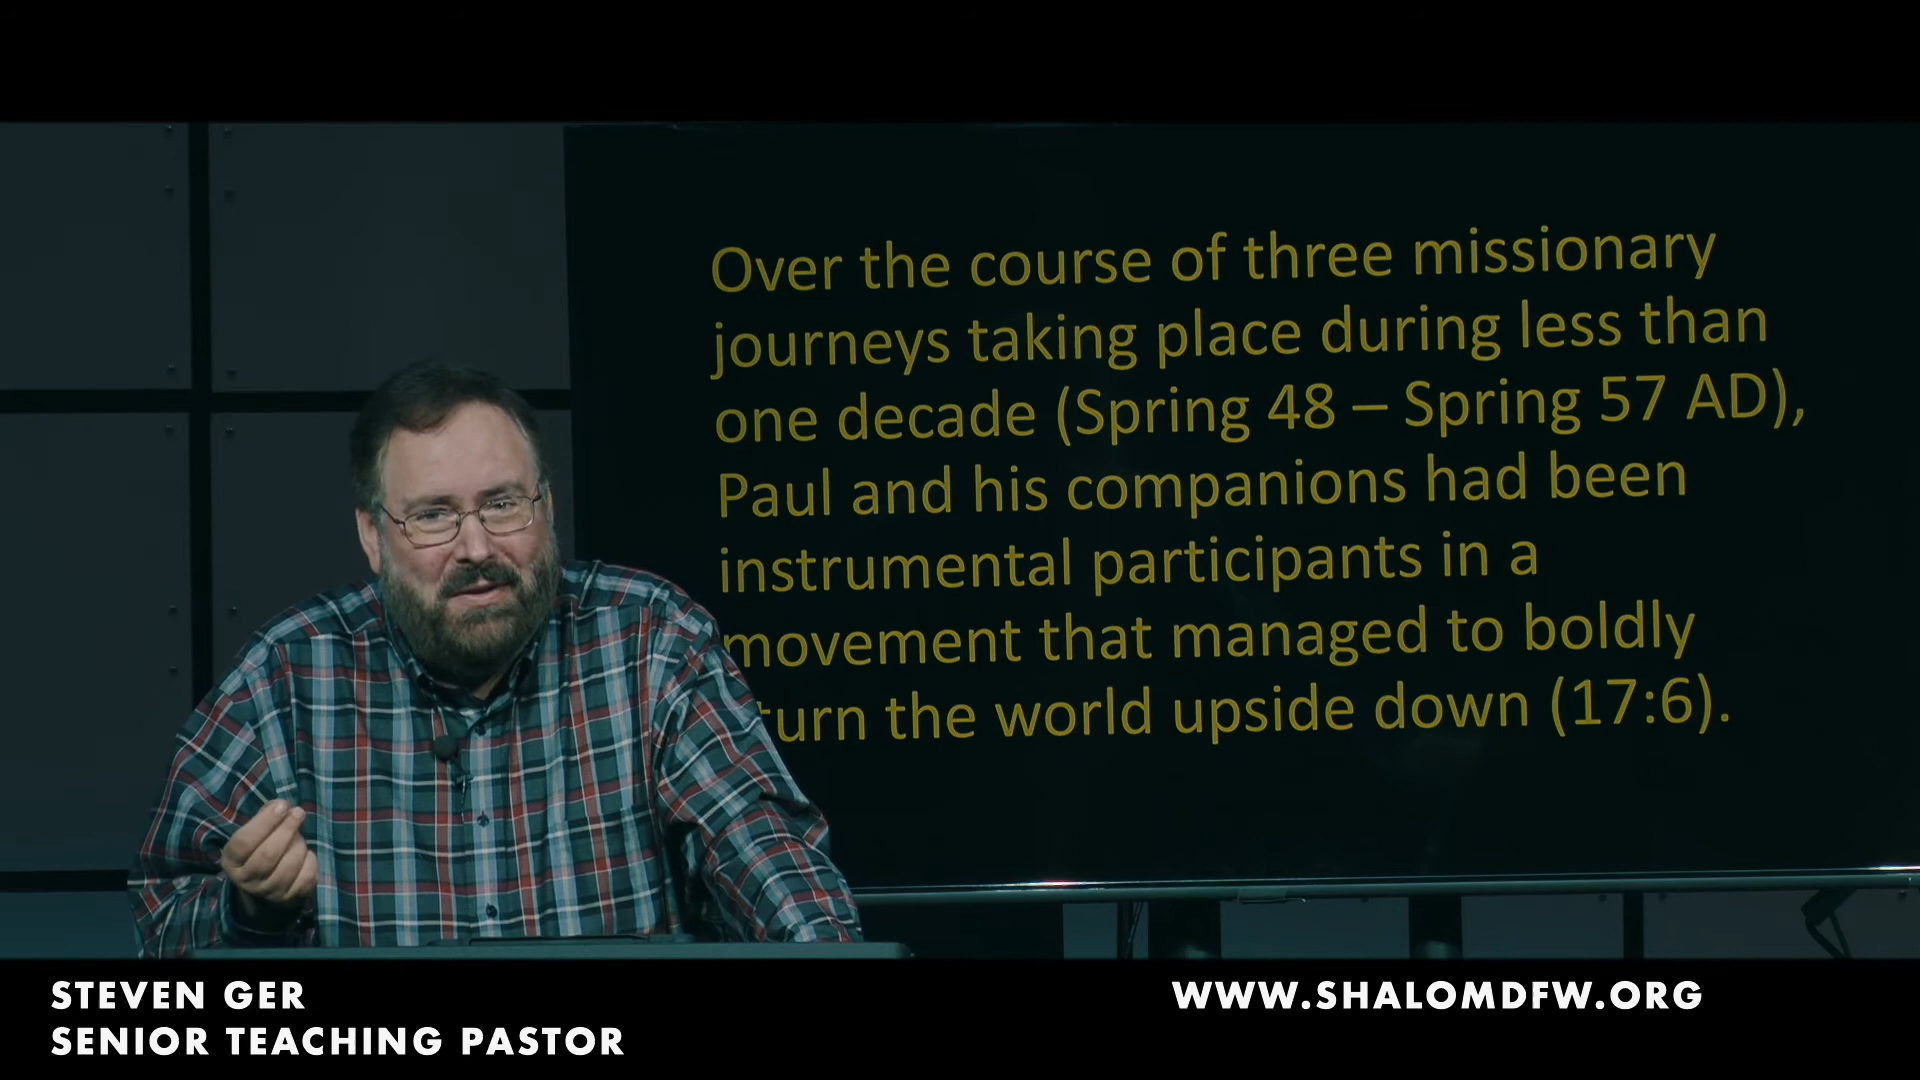 Over the course of three missionary
journeys taking place during less than
one decade (Spring 48 – Spring 57 AD),
Paul and his companions had been
instrumental participants in a
movement that managed to boldly
turn the world upside down (17:6).
STEVEN GER
SENIOR TEACHING PASTOR
WWW.SHALOMDFW.ORG